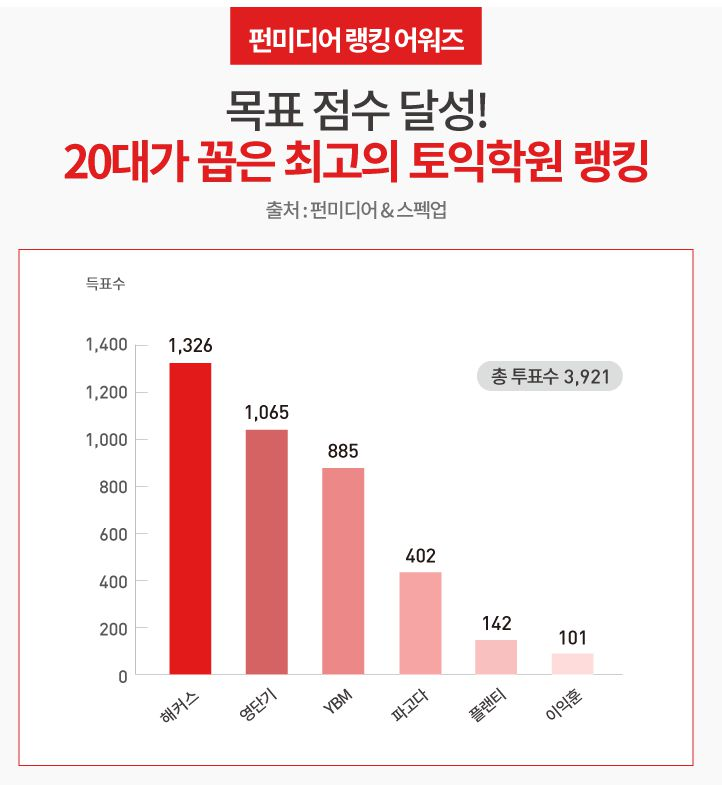 펀미디어 랭킹 어워즈
목표 점수 달성!
20대가 꼽은 최고의 토익학원 랭킹
출처 : 펀미디어 & 스펙업
득표수
총 투표수 3,921
1,400
1,200
1,000
800
600
400
200
0
1,326
1,065
885
402
142
101
해커스
영단기
YBM
파고다
플랜티
이익훈